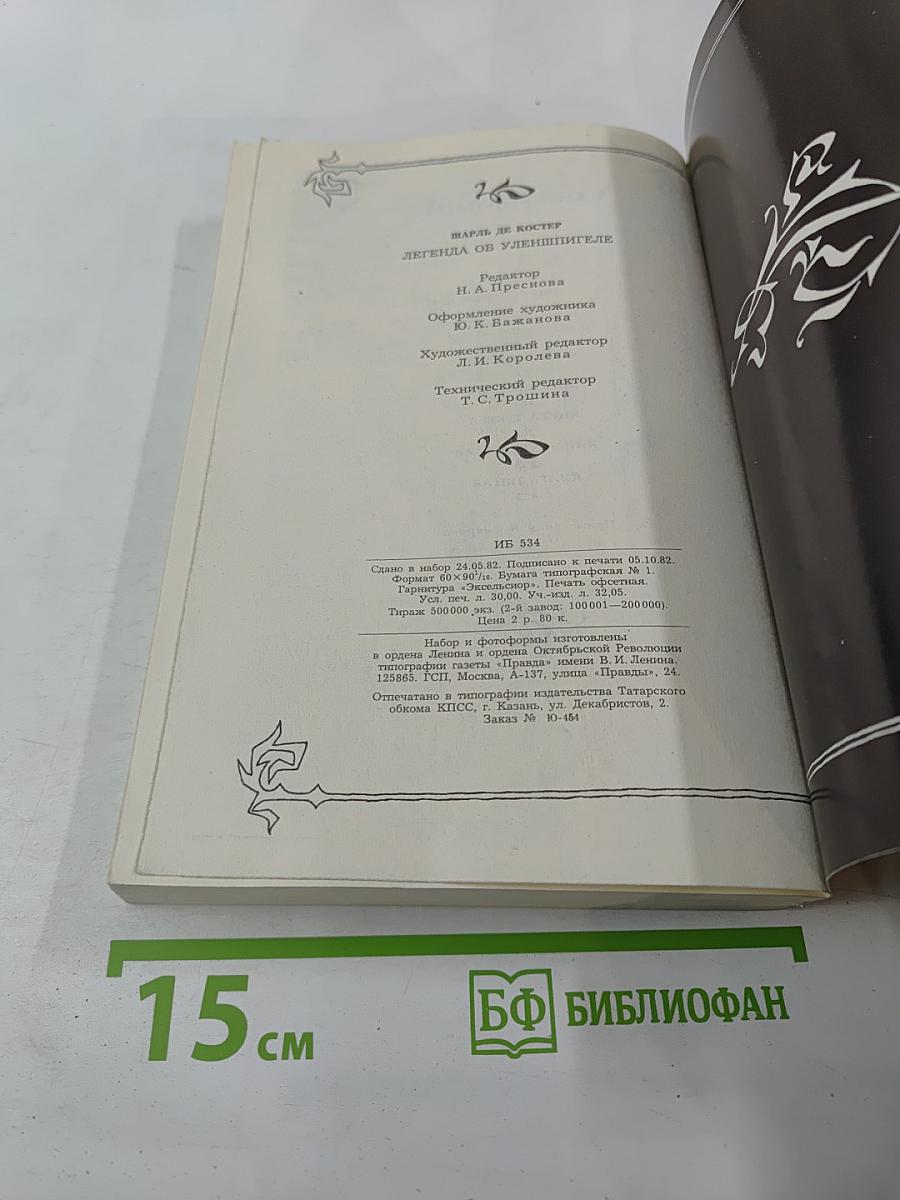 ШАРЛЬ ДЕ КОСТЕР
ЛЕГЕНДА ОБ УЛЕНШПИГЕЛЕ
Редактор
Н. А. Преснова
Оформление художника
Ю. К. Бажанова
Художественный редактор
Л. И. Королева
Технический редактор
Т. С. Трошина
ИБ 534
Сдано в набор 24.05.82. Подписано к печати 05.10.82.
Формат 60×90¹/₁₆. Бумага типографская № 1.
Гарнитура «Эксельсиор». Печать офсетная.
Усл. печ. л. 30,00. Уч.-изд. л. 32,05.
Тираж 500000 экз. (2-й завод: 100001—200000).
Цена 2 р. 80 к.
Набор и фотоформы изготовлены
в ордена Ленина и ордена Октябрьской Революции
типографии газеты «Правда» имени В. И. Ленина.
125865. ГСП, Москва, А-137, улица «Правды», 24.
Отпечатано в типографии издательства Татарского
обкома КПСС, г. Казань, ул. Декабристов, 2.
Заказ № Ю-454
15 см
БФ БИБЛИОФАН